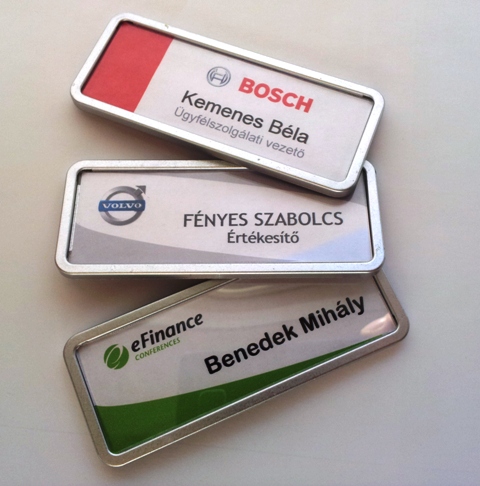 BOSCH
Kemenes Béla
Ügyfélszolgálati vezető
VOLVO
FÉNYES SZABOLCS
Értékesítő
eFinance
CONFERENCES
Benedek Mihály